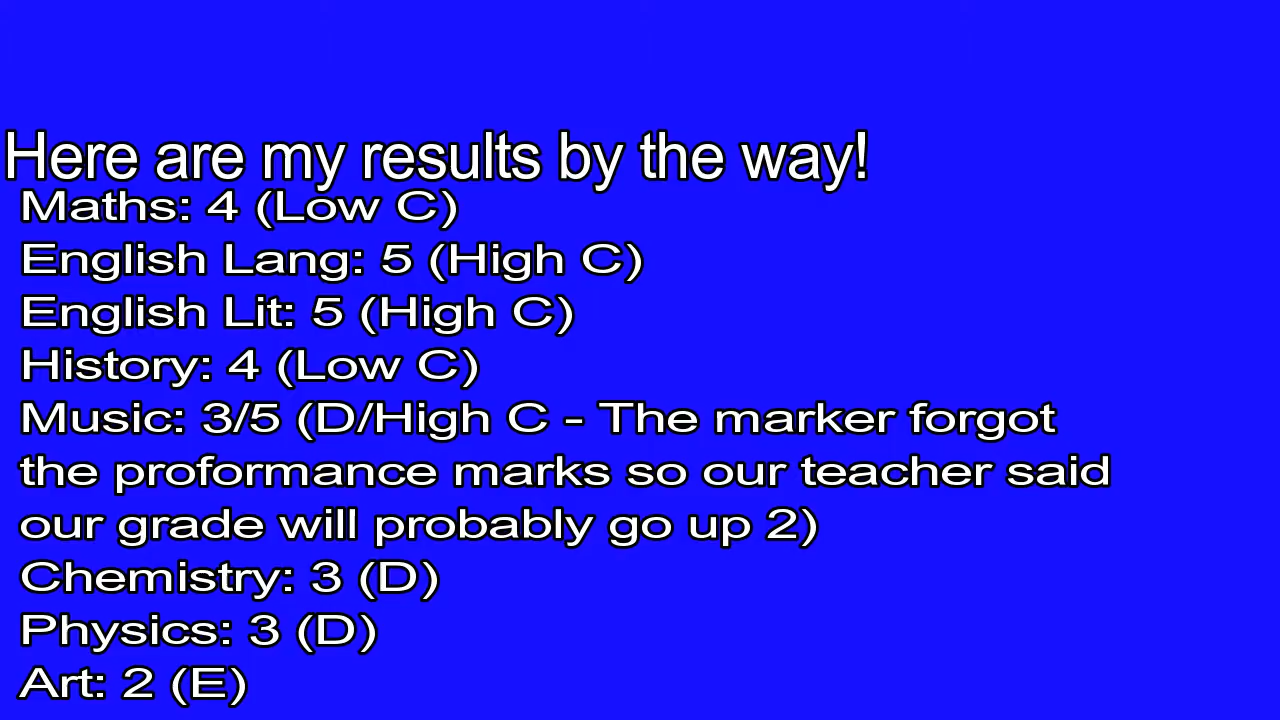 Here are my results by the way!
Maths: 4 (Low C)
English Lang: 5 (High C)
English Lit: 5 (High C)
History: 4 (Low C)
Music: 3/5 (D/High C - The marker forgot
the proformance marks so our teacher said
our grade will probably go up 2)
Chemistry: 3 (D)
Physics: 3 (D)
Art: 2 (E)